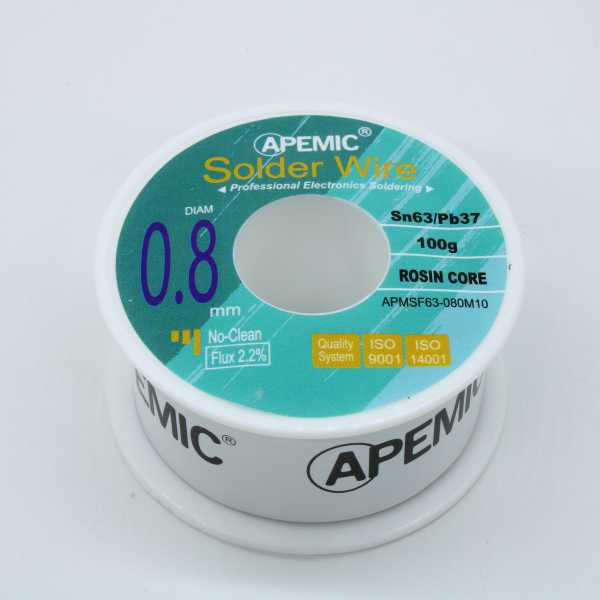 APEMIC®
Solder Wire
Professional Electronics Soldering
DIAM
0.8
mm
Sn63/Pb37
100g
ROSIN CORE
APMSF63-080M10
No-Clean
Flux 2.2%
Quality System
ISO 9001
ISO 14001
EMIC®
APEMIC